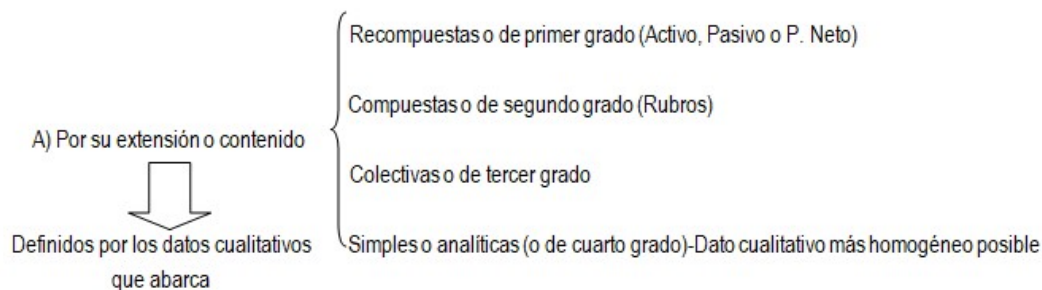 Recompuestas o de primer grado (Activo, Pasivo o P. Neto)
Compuestas o de segundo grado (Rubros)
A) Por su extensión o contenido
Colectivas o de tercer grado
Definidos por los datos cualitativos
que abarca
Simples o analíticas (o de cuarto grado)-Dato cualitativo más homogéneo posible